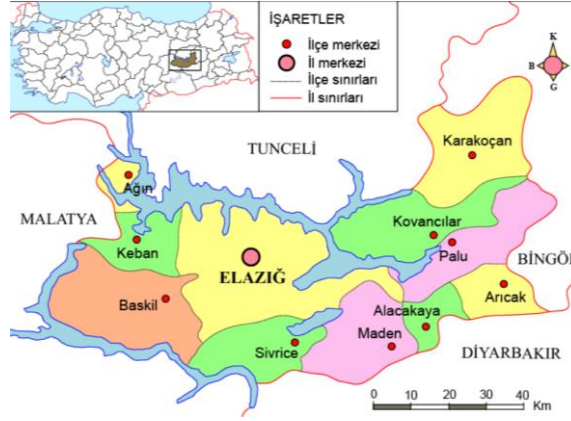 İŞARETLER
İlçe merkezi
İl merkezi
İlçe sınırları
İl sınırları
K
B
G
TUNCELİ
Karakoçan
Ağın
MALATYA
Kovancılar
Keban
Palu
ELAZIĞ
BİNGÖL
Baskil
Arıcak
Alacakaya
Sivrice
Maden
DİYARBAKIR
0 10 20 30 40
Km